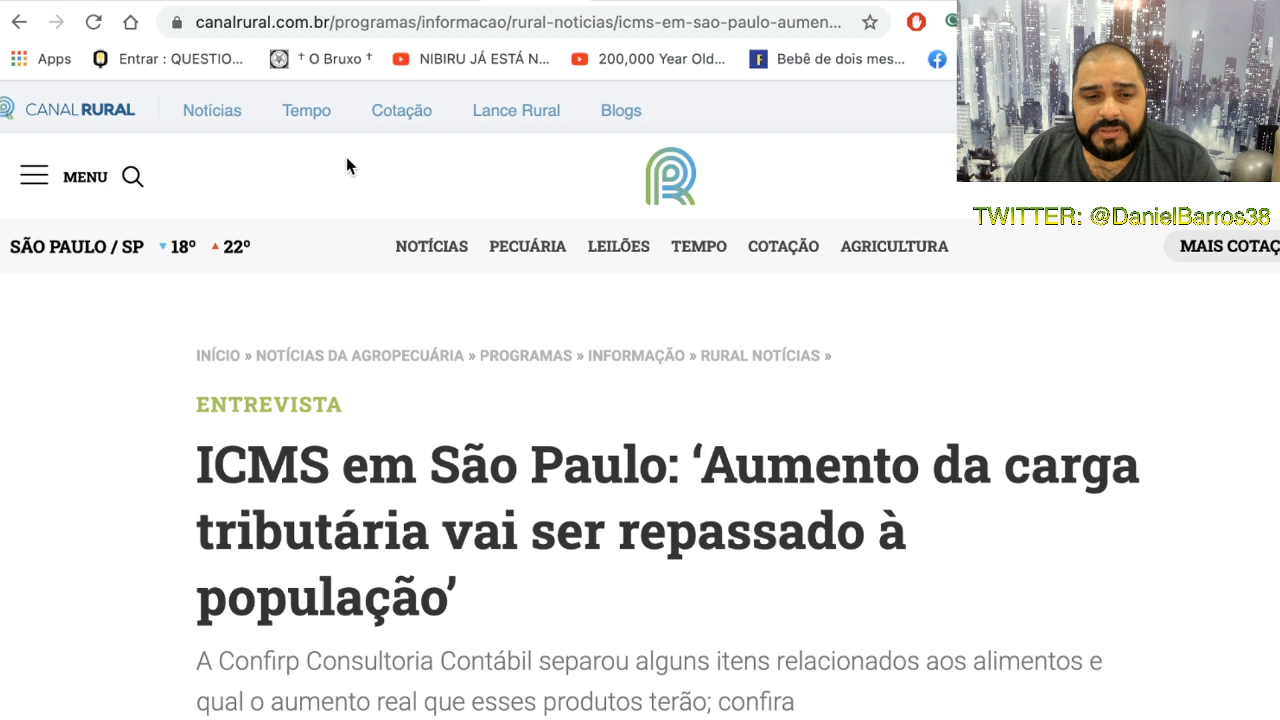 canalrural.com.br/programas/informacao/rural-noticias/icms-em-sao-paulo-aumen...
Apps
Entrar : QUESTIO...
† O Bruxo †
NIBIRU JÁ ESTÁ N...
200,000 Year Old...
Bebê de dois mes...
CANAL RURAL
Notícias
Tempo
Cotação
Lance Rural
Blogs
MENU
TWITTER: @DanielBarros38
SÃO PAULO / SP 18º 22º
NOTÍCIAS PECUÁRIA LEILÕES TEMPO COTAÇÃO AGRICULTURA
MAIS COTAÇ
INÍCIO » NOTÍCIAS DA AGROPECUÁRIA » PROGRAMAS » INFORMAÇÃO » RURAL NOTÍCIAS »
ENTREVISTA
ICMS em São Paulo: ‘Aumento da carga
tributária vai ser repassado à
população’
A Confirp Consultoria Contábil separou alguns itens relacionados aos alimentos e
qual o aumento real que esses produtos terão; confira